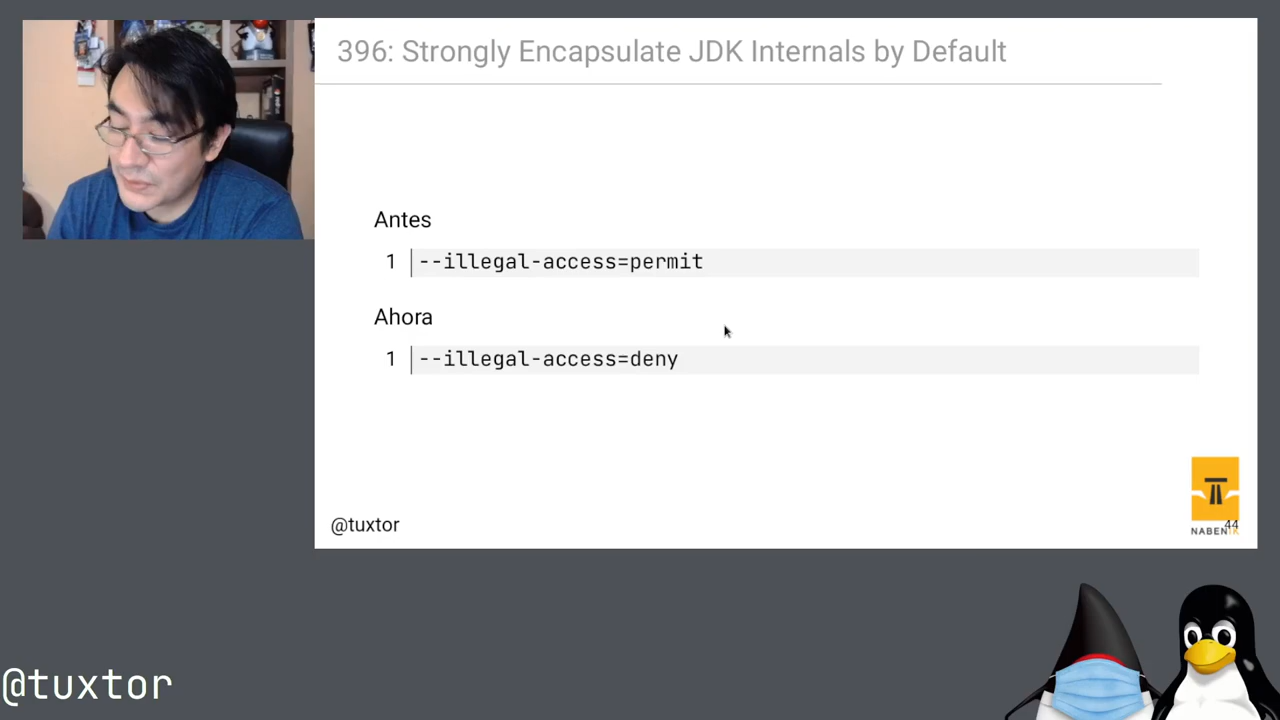 396: Strongly Encapsulate JDK Internals by Default
Antes
1 --illegal-access=permit
Ahora
1 --illegal-access=deny
@tuxtor
44
NABENIK
@tuxtor